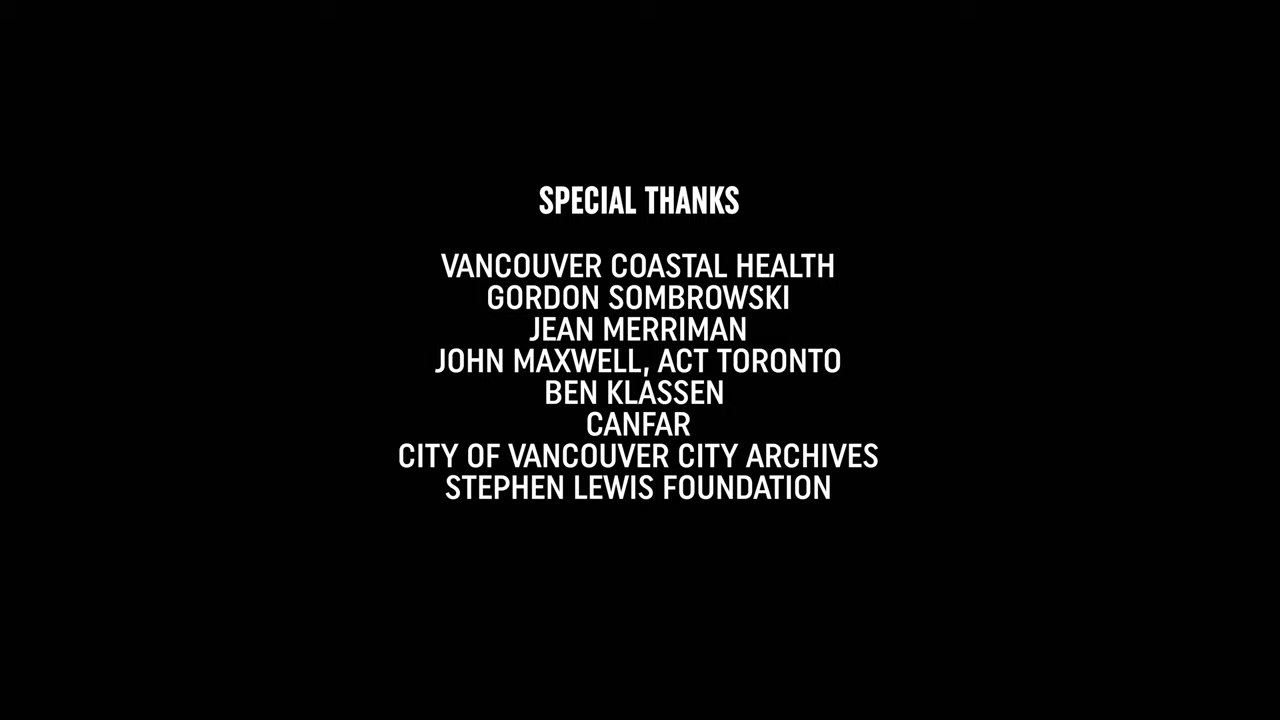 SPECIAL THANKS
VANCOUVER COASTAL HEALTH
GORDON SOMBROWSKI
JEAN MERRIMAN
JOHN MAXWELL, ACT TORONTO
BEN KLASSEN
CANFAR
CITY OF VANCOUVER CITY ARCHIVES
STEPHEN LEWIS FOUNDATION